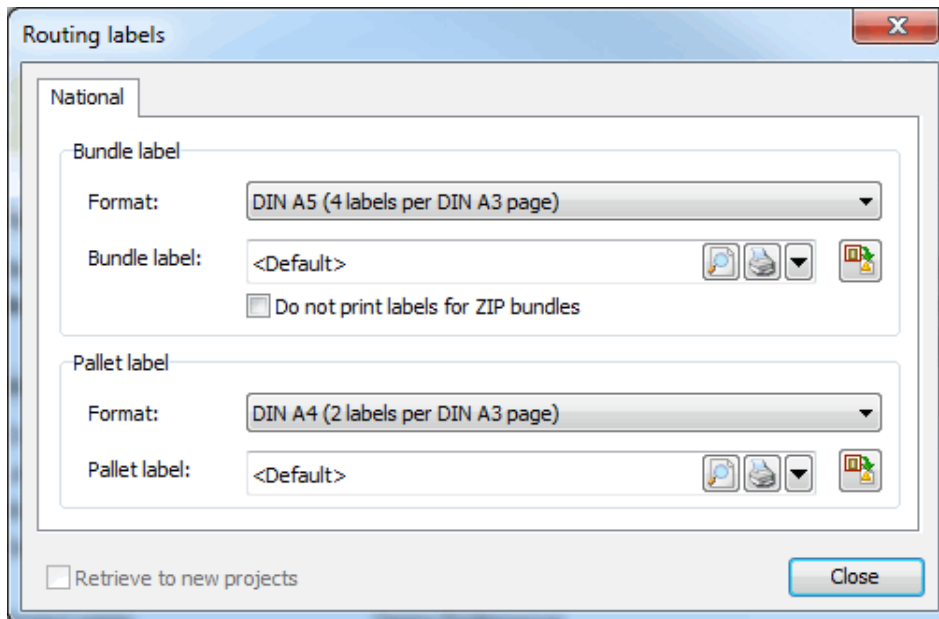 Routing labels
National
Bundle label
Format:
DIN A5 (4 labels per DIN A3 page)
Bundle label:
<Default>
Do not print labels for ZIP bundles
Pallet label
Format:
DIN A4 (2 labels per DIN A3 page)
Pallet label:
<Default>
Retrieve to new projects
Close